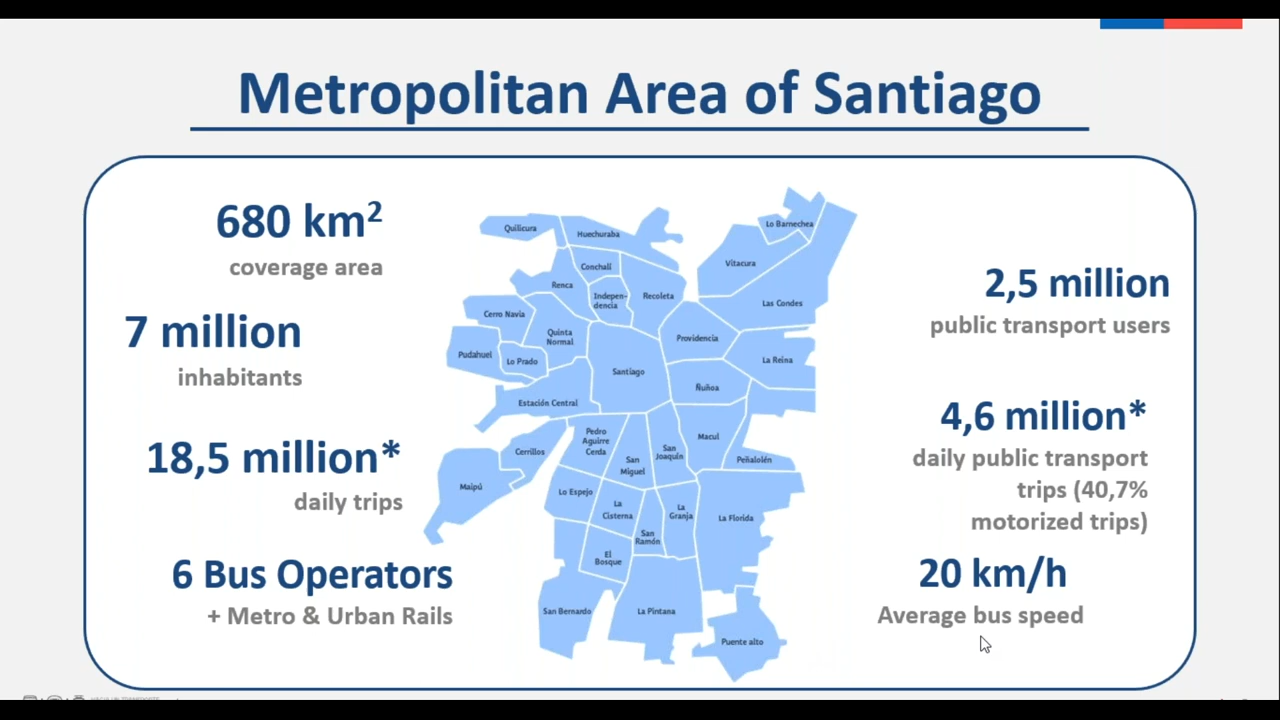 Metropolitan Area of Santiago
680 km²
coverage area
7 million
inhabitants
18,5 million*
daily trips
6 Bus Operators
+ Metro & Urban Rails
Quilicura
Huechuraba
Lo Barnechea
Conchalí
Vitacura
Renca
Indepen-
dencia
Recoleta
Las Condes
Cerro Navia
Quinta
Normal
Providencia
Pudahuel
Lo Prado
La Reina
Santiago
Ñuñoa
Estación Central
Pedro
Aguirre
Cerda
Macul
Cerrillos
San
Miguel
San
Joaquín
Peñalolén
Maipú
Lo Espejo
La
Cisterna
La
Granja
La Florida
San
Ramón
El
Bosque
San Bernardo
La Pintana
Puente alto
2,5 million
public transport users
4,6 million*
daily public transport
trips (40,7%
motorized trips)
20 km/h
Average bus speed